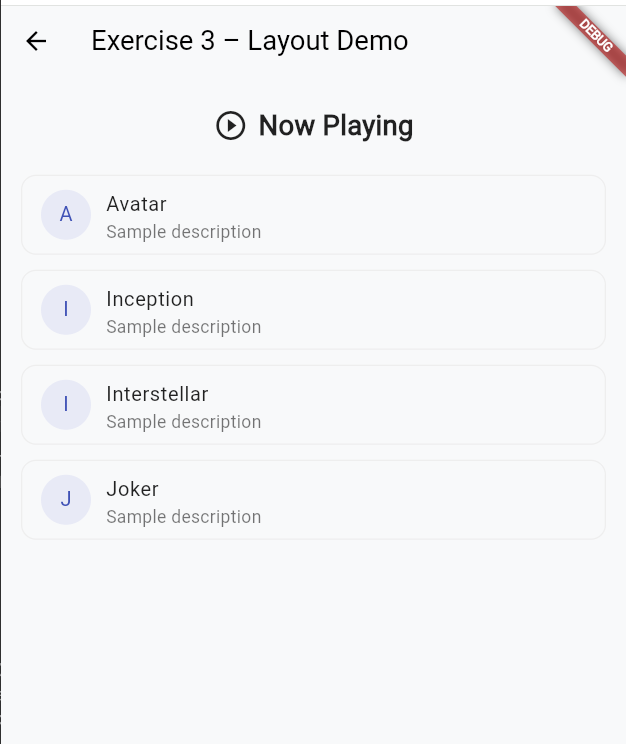 Exercise 3 – Layout Demo
DEBUG
Now Playing
A
Avatar
Sample description
I
Inception
Sample description
I
Interstellar
Sample description
J
Joker
Sample description